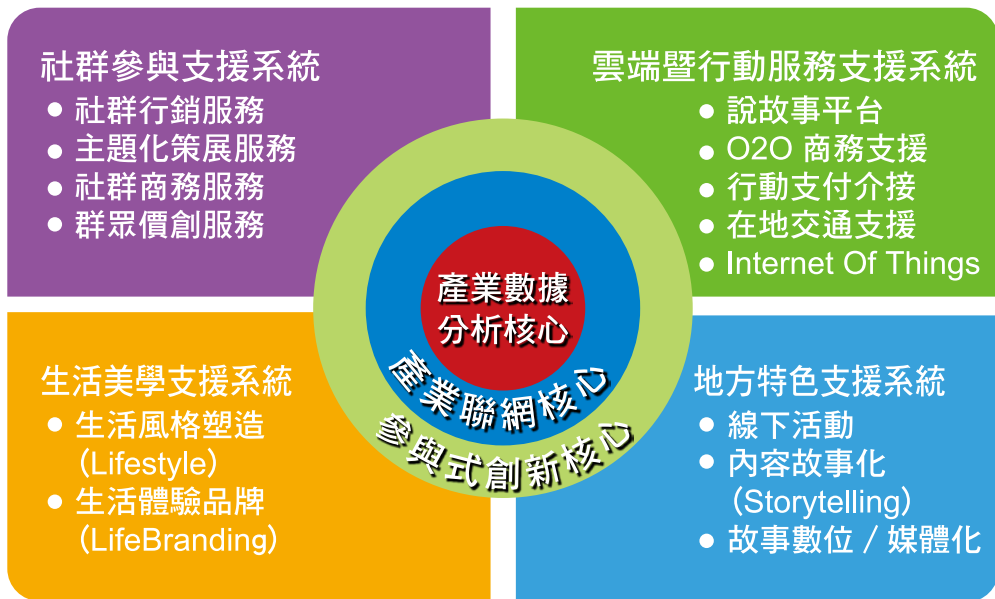 社群參與支援系統
● 社群行銷服務
● 主題化策展服務
● 社群商務服務
● 群眾價創服務
雲端暨行動服務支援系統
● 說故事平台
● O2O 商務支援
● 行動支付介接
● 在地交通支援
● Internet Of Things
產業數據
分析核心
產業聯網核心
參與式創新核心
生活美學支援系統
● 生活風格塑造
（Lifestyle）
● 生活體驗品牌
（LifeBranding）
地方特色支援系統
● 線下活動
● 內容故事化
（Storytelling）
● 故事數位 / 媒體化